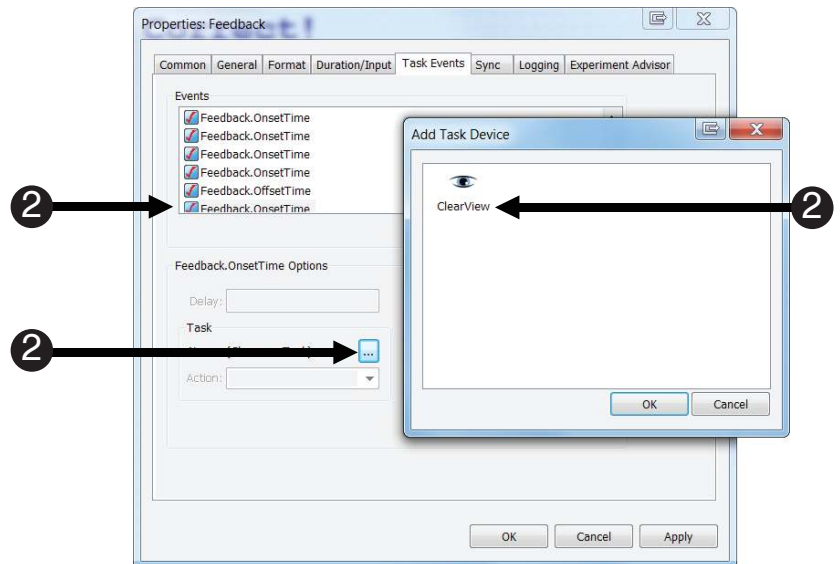 Properties: Feedback
Correct!
Common General Format Duration/Input Task Events Sync Logging Experiment Advisor
Events
Feedback.OnsetTime
Feedback.OnsetTime
Feedback.OnsetTime
Feedback.OnsetTime
Feedback.OffsetTime
Feedback.OnsetTime
2
Feedback.OnsetTime Options
Delay:
Task
2
...
Action:
OK Cancel Apply
Add Task Device
ClearView
2
OK Cancel